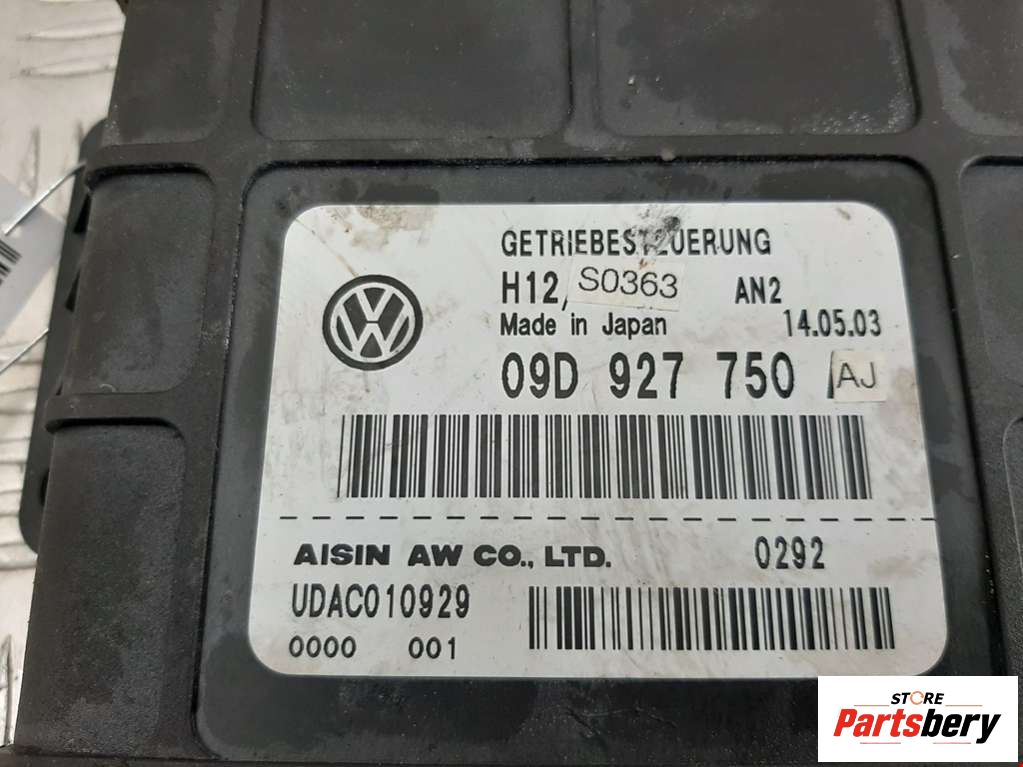 GETRIEBESTEUERUNG
H12, S0363 AN2
Made in Japan 14.05.03
09D 927 750 AJ
AISIN AW CO., LTD. 0292
UDAC010929
0000 001
STORE
Partsbery